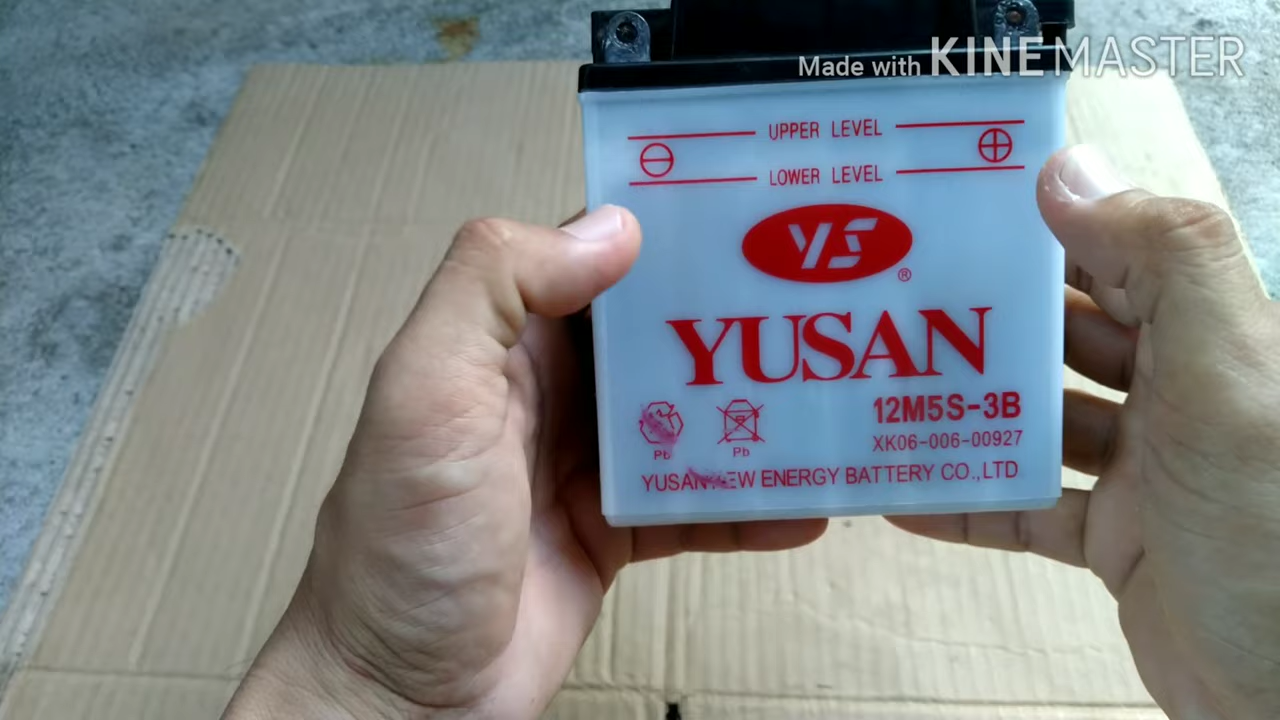 Made with KINEMASTER
UPPER LEVEL
LOWER LEVEL
YS
®
YUSAN
12M5S-3B
XK06-006-00927
Pb
Pb
YUSAN ENERGY BATTERY CO.,LTD